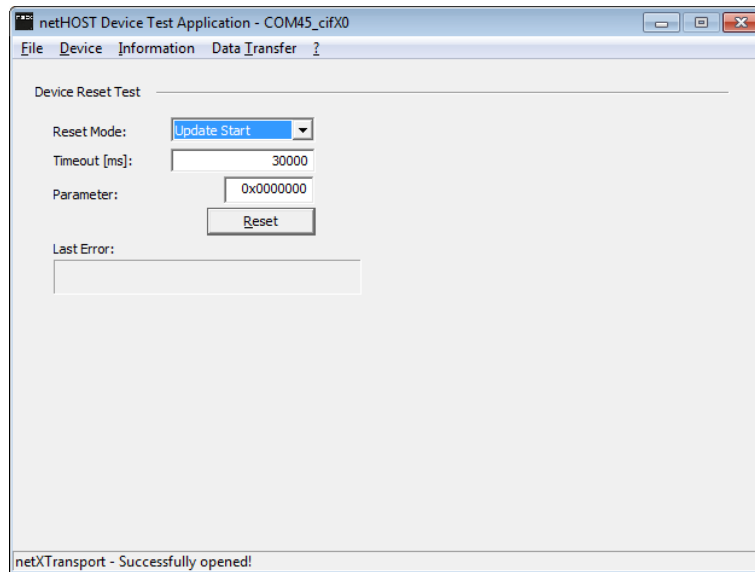 netHOST Device Test Application - COM45_cifX0
File Device Information Data Transfer ?
Device Reset Test
Reset Mode: Update Start
Timeout [ms]: 30000
Parameter: 0x0000000
Reset
Last Error:
netXTransport - Successfully opened!